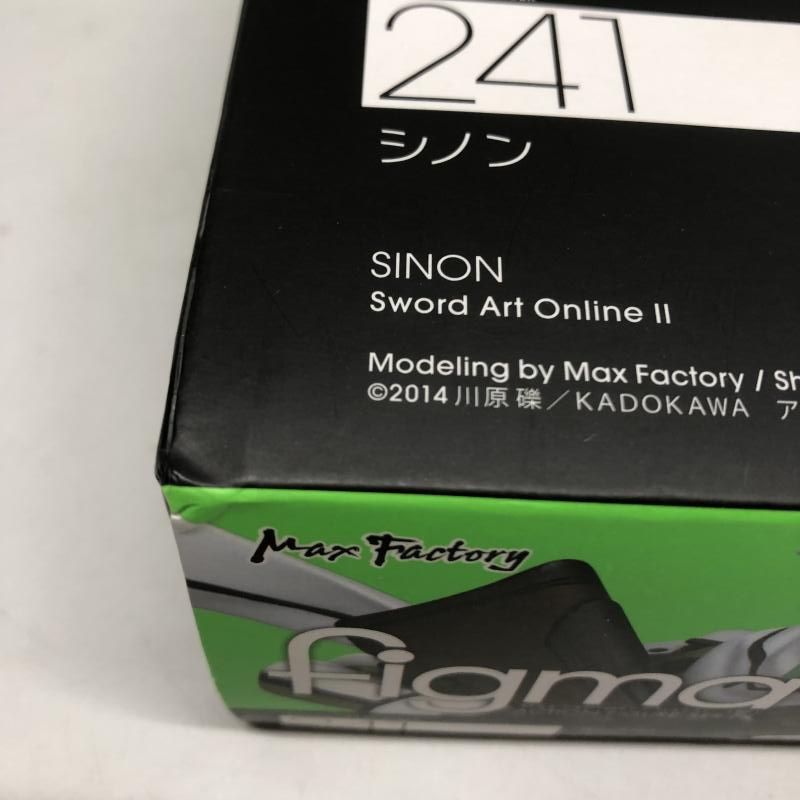 241
シノン
SINON
Sword Art Online II
Modeling by Max Factory / Sh
©2014 川原 礫／KADOKAWA ア
Max Factory
figma